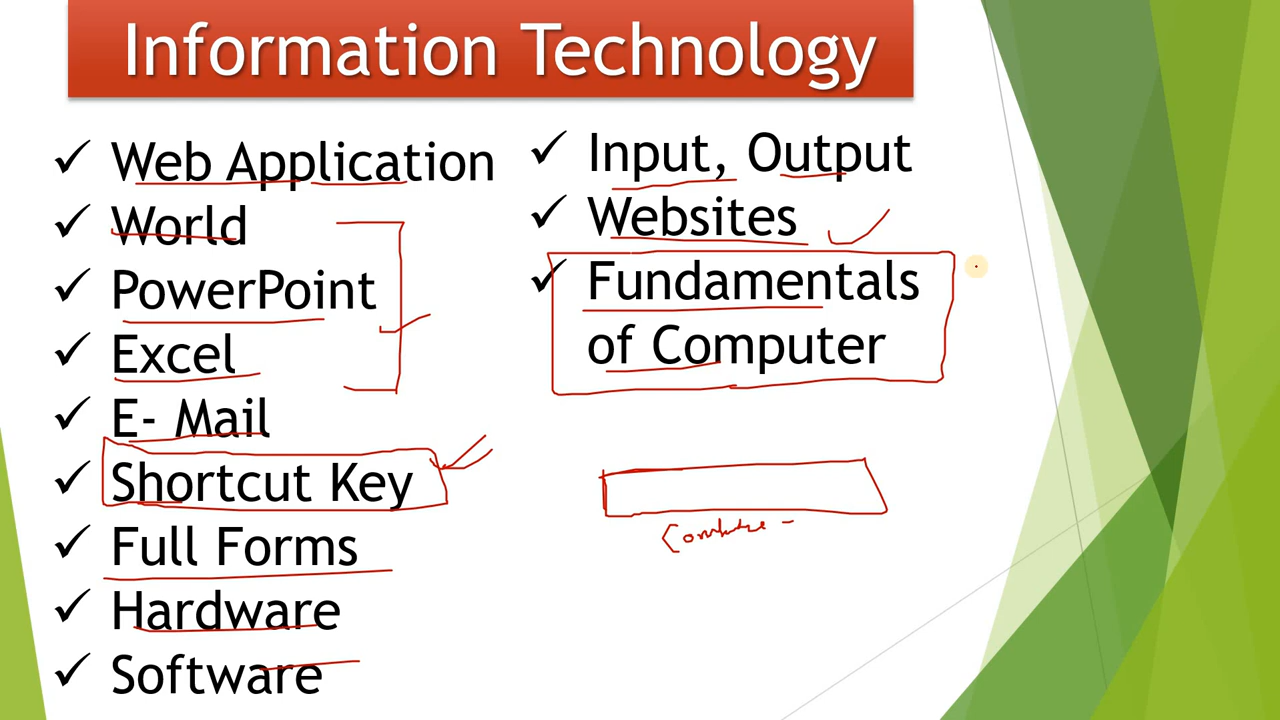 Information Technology
✓ Web Application
✓ World
✓ PowerPoint
✓ Excel
✓ E- Mail
✓ Shortcut Key
✓ Full Forms
✓ Hardware
✓ Software
✓ Input, Output
✓ Websites
✓ Fundamentals
of Computer